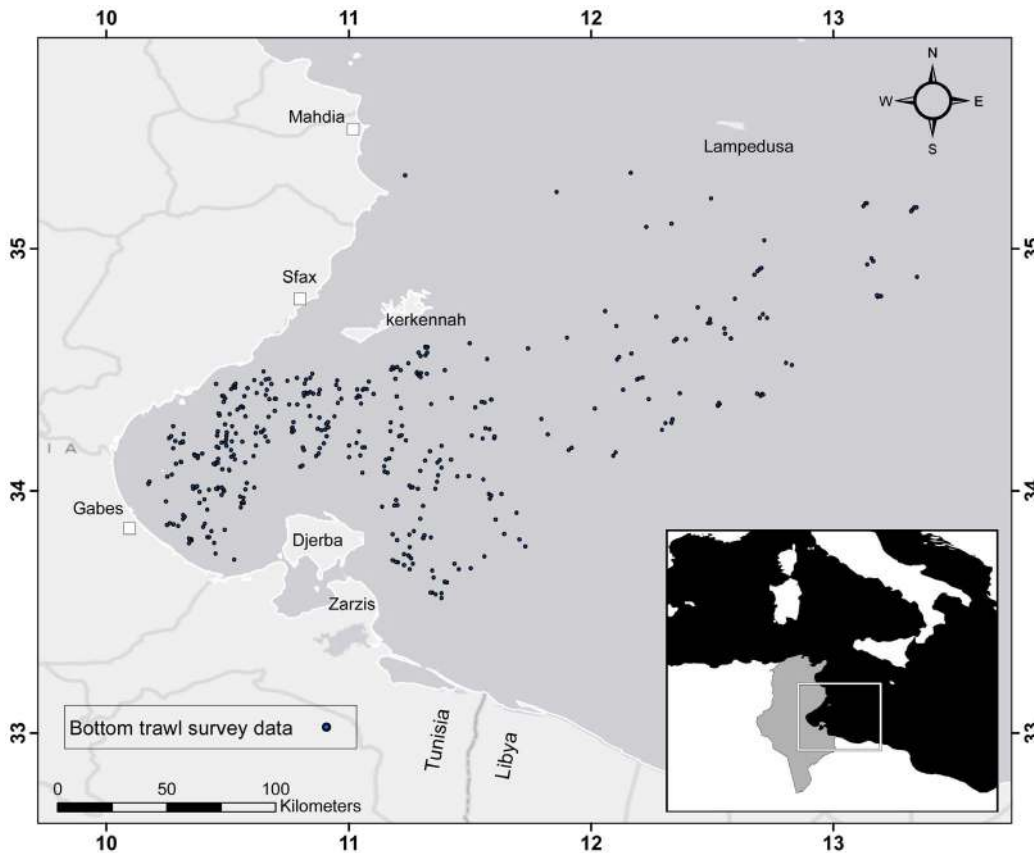 10 11 12 13
N
W E
S
Mahdia
Lampedusa
35 35
Sfax
kerkennah
I A
34 34
Gabes
Djerba
Zarzis
33 33
Bottom trawl survey data
Tunisia
Libya
0 50 100
Kilometers
10 11 12 13